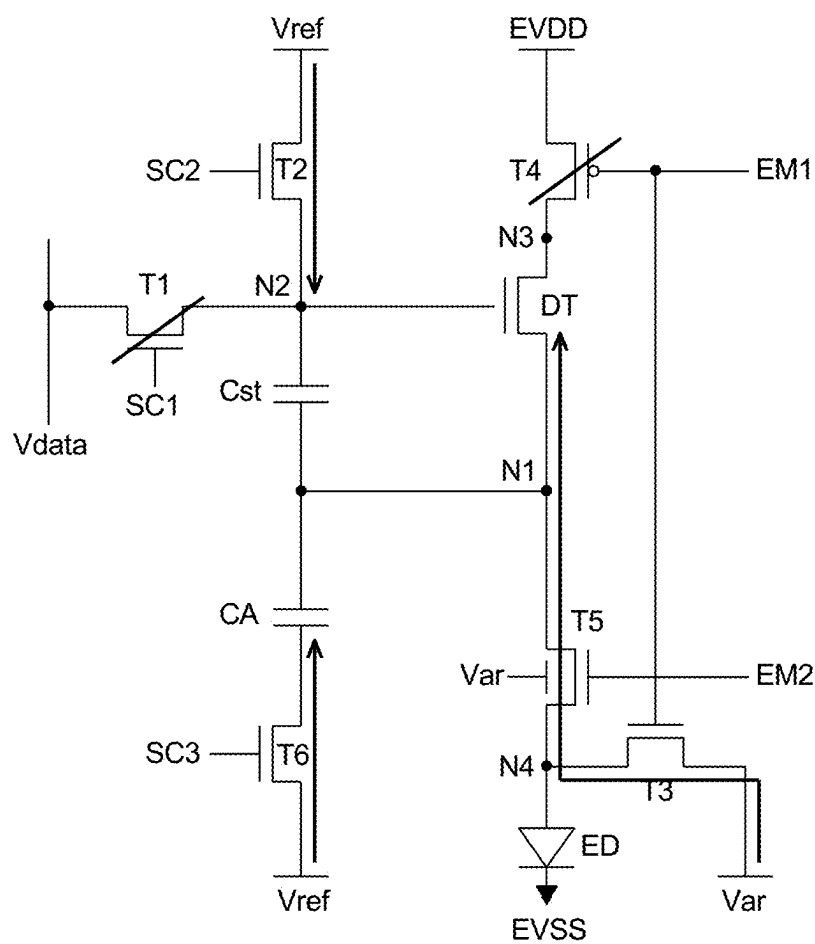 Vref
EVDD
SC2
T2
T4
EM1
N3
T1
N2
DT
SC1
Cst
Vdata
N1
CA
T5
Var
EM2
SC3
T6
N4
T3
ED
Vref
Var
EVSS